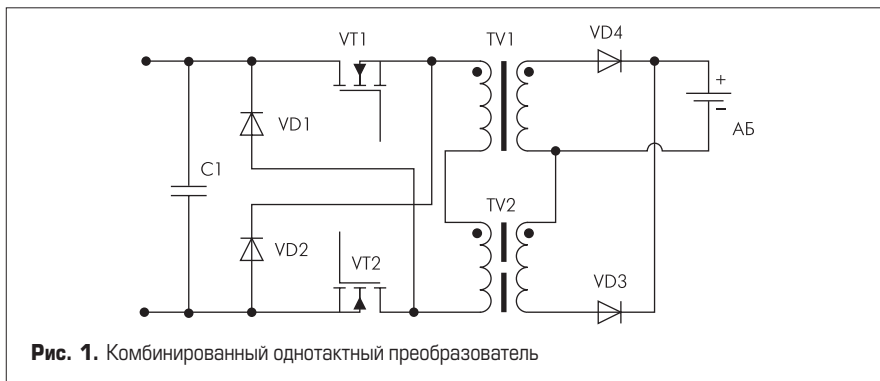 VT1
TV1
VD4
+
−
VD1
АБ
C1
TV2
VD2
VT2
VD3
Рис. 1. Комбинированный однотактный преобразователь